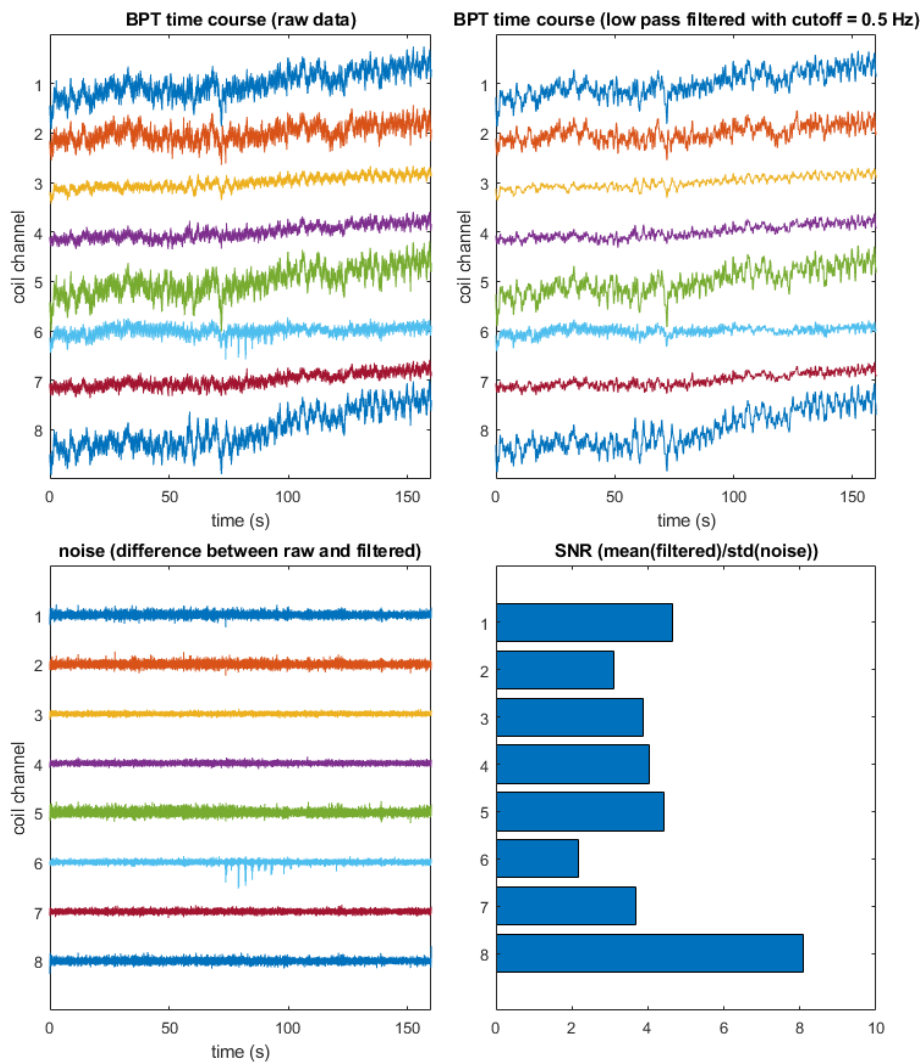 BPT time course (raw data)
coil channel
1
2
3
4
5
6
7
8
0 50 100 150
time (s)
BPT time course (low pass filtered with cutoff = 0.5 Hz)
1
2
3
4
5
6
7
8
0 50 100 150
time (s)
noise (difference between raw and filtered)
coil channel
1
2
3
4
5
6
7
8
0 50 100 150
time (s)
SNR (mean(filtered)/std(noise))
1
2
3
4
5
6
7
8
0 2 4 6 8 10